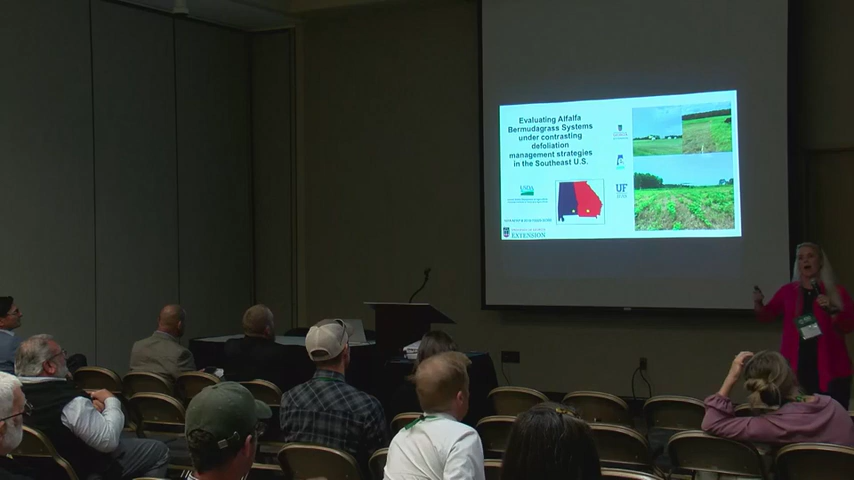 Evaluating Alfalfa
Bermudagrass Systems
under contrasting
defoliation
management strategies
in the Southeast U.S.
USDA
UF
EXTENSION